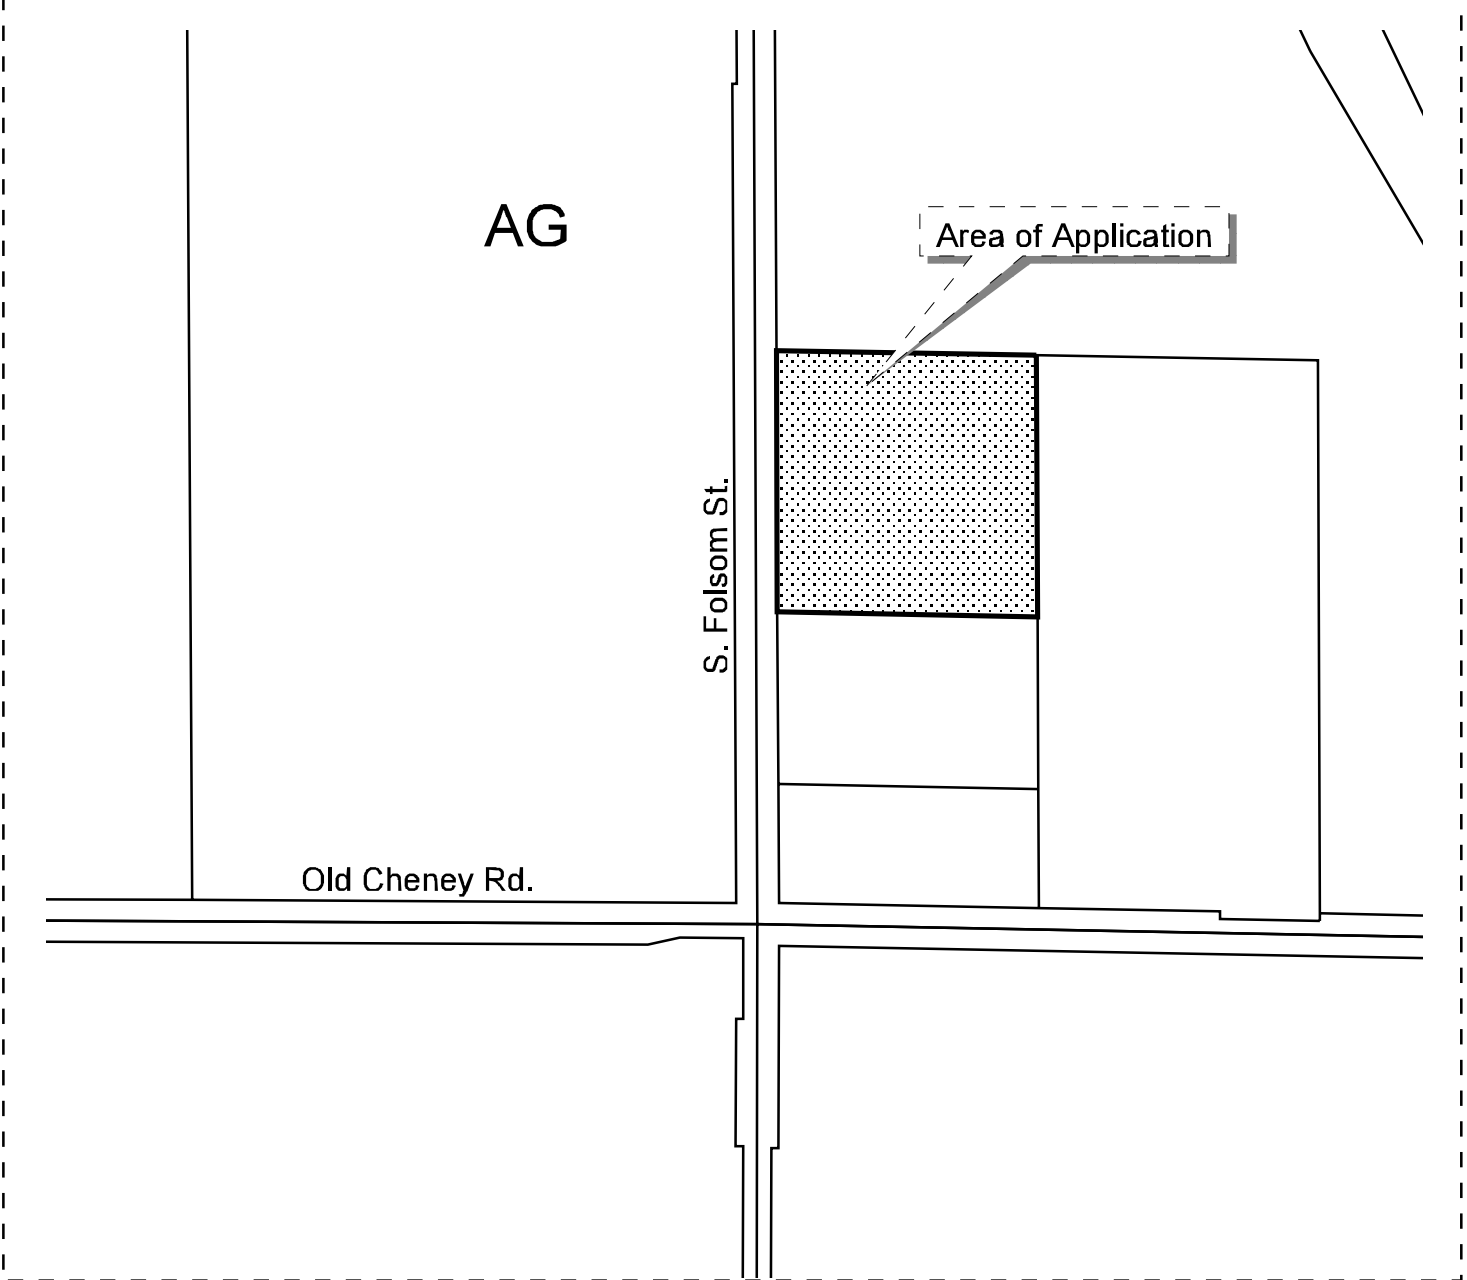 AG
Area of Application
S. Folsom St.
Old Cheney Rd.